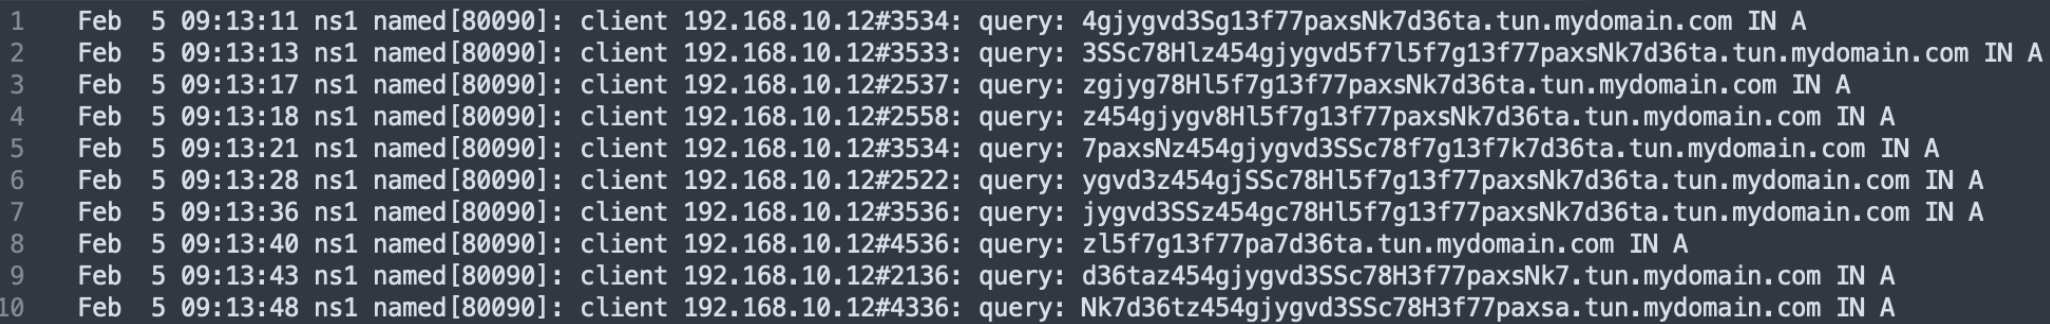 1 Feb  5 09:13:11 ns1 named[80090]: client 192.168.10.12#3534: query: 4gjygvd3Sg13f77paxsNk7d36ta.tun.mydomain.com IN A
2 Feb  5 09:13:13 ns1 named[80090]: client 192.168.10.12#3533: query: 3SSc78Hlz454gjygvd5f7l5f7g13f77paxsNk7d36ta.tun.mydomain.com IN A
3 Feb  5 09:13:17 ns1 named[80090]: client 192.168.10.12#2537: query: zgjyg78Hl5f7g13f77paxsNk7d36ta.tun.mydomain.com IN A
4 Feb  5 09:13:18 ns1 named[80090]: client 192.168.10.12#2558: query: z454gjygv8Hl5f7g13f77paxsNk7d36ta.tun.mydomain.com IN A
5 Feb  5 09:13:21 ns1 named[80090]: client 192.168.10.12#3534: query: 7paxsNz454gjygvd3SSc78f7g13f7k7d36ta.tun.mydomain.com IN A
6 Feb  5 09:13:28 ns1 named[80090]: client 192.168.10.12#2522: query: ygvd3z454gjSSc78Hl5f7g13f77paxsNk7d36ta.tun.mydomain.com IN A
7 Feb  5 09:13:36 ns1 named[80090]: client 192.168.10.12#3536: query: jygvd3SSz454gc78Hl5f7g13f77paxsNk7d36ta.tun.mydomain.com IN A
8 Feb  5 09:13:40 ns1 named[80090]: client 192.168.10.12#4536: query: zl5f7g13f77pa7d36ta.tun.mydomain.com IN A
9 Feb  5 09:13:43 ns1 named[80090]: client 192.168.10.12#2136: query: d36taz454gjygvd3SSc78H3f77paxsNk7.tun.mydomain.com IN A
10 Feb  5 09:13:48 ns1 named[80090]: client 192.168.10.12#4336: query: Nk7d36tz454gjygvd3SSc78H3f77paxsa.tun.mydomain.com IN A